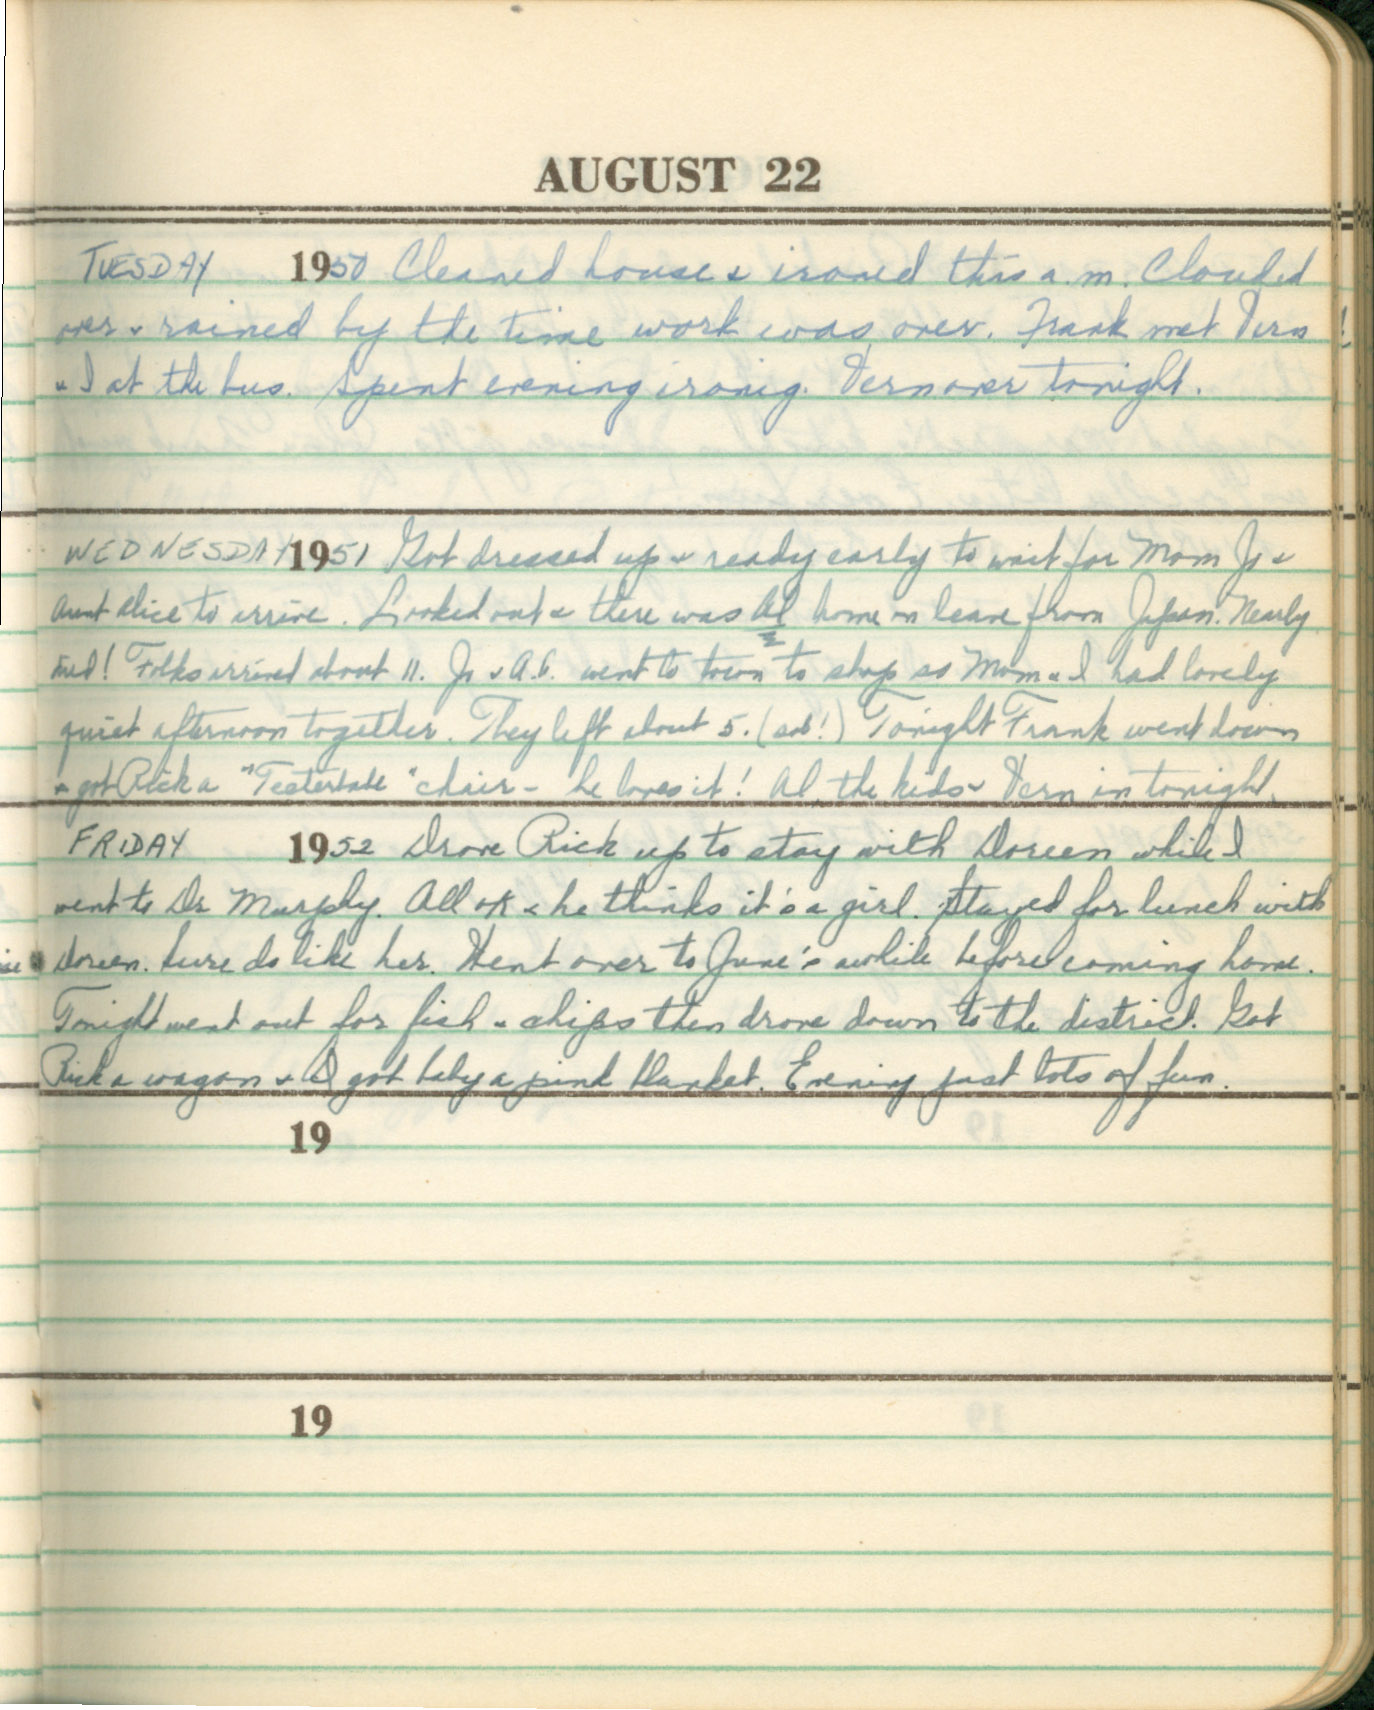 AUGUST 22
TUESDAY 1950 Cleaned house & ironed this a.m. Clouded
over & rained by the time work was over. Frank met Vern
& I at the bus. Spent evening ironig. Vern over tonight.
WEDNESDAY 1951 Got dressed up & ready early to wait for Mom Jo &
Aunt Alice to arrive. Looked out & there was Al home on leave from Japan. Nearly
died! Folks arrived about 11. Jo & A.A. went to town to shop so Mom & I had lovely
quiet afternoon together. They left about 5. (sob!) Tonight Frank went down
& got Rick a "Teeterbabe" chair - he loves it! Al, the kids & Vern in tonight.
FRIDAY 1952 Drove Rick up to stay with Doreen while I
went to Dr Murphy. All ok & he thinks it's a girl. Stayed for lunch with
Doreen. Sure do like her. Went over to June's awhile before coming home.
Tonight went out for fish & chips then drove down to the district. Got
Rick a wagon & I got baby a pink blanket. Evening just lots of fun.
19
19